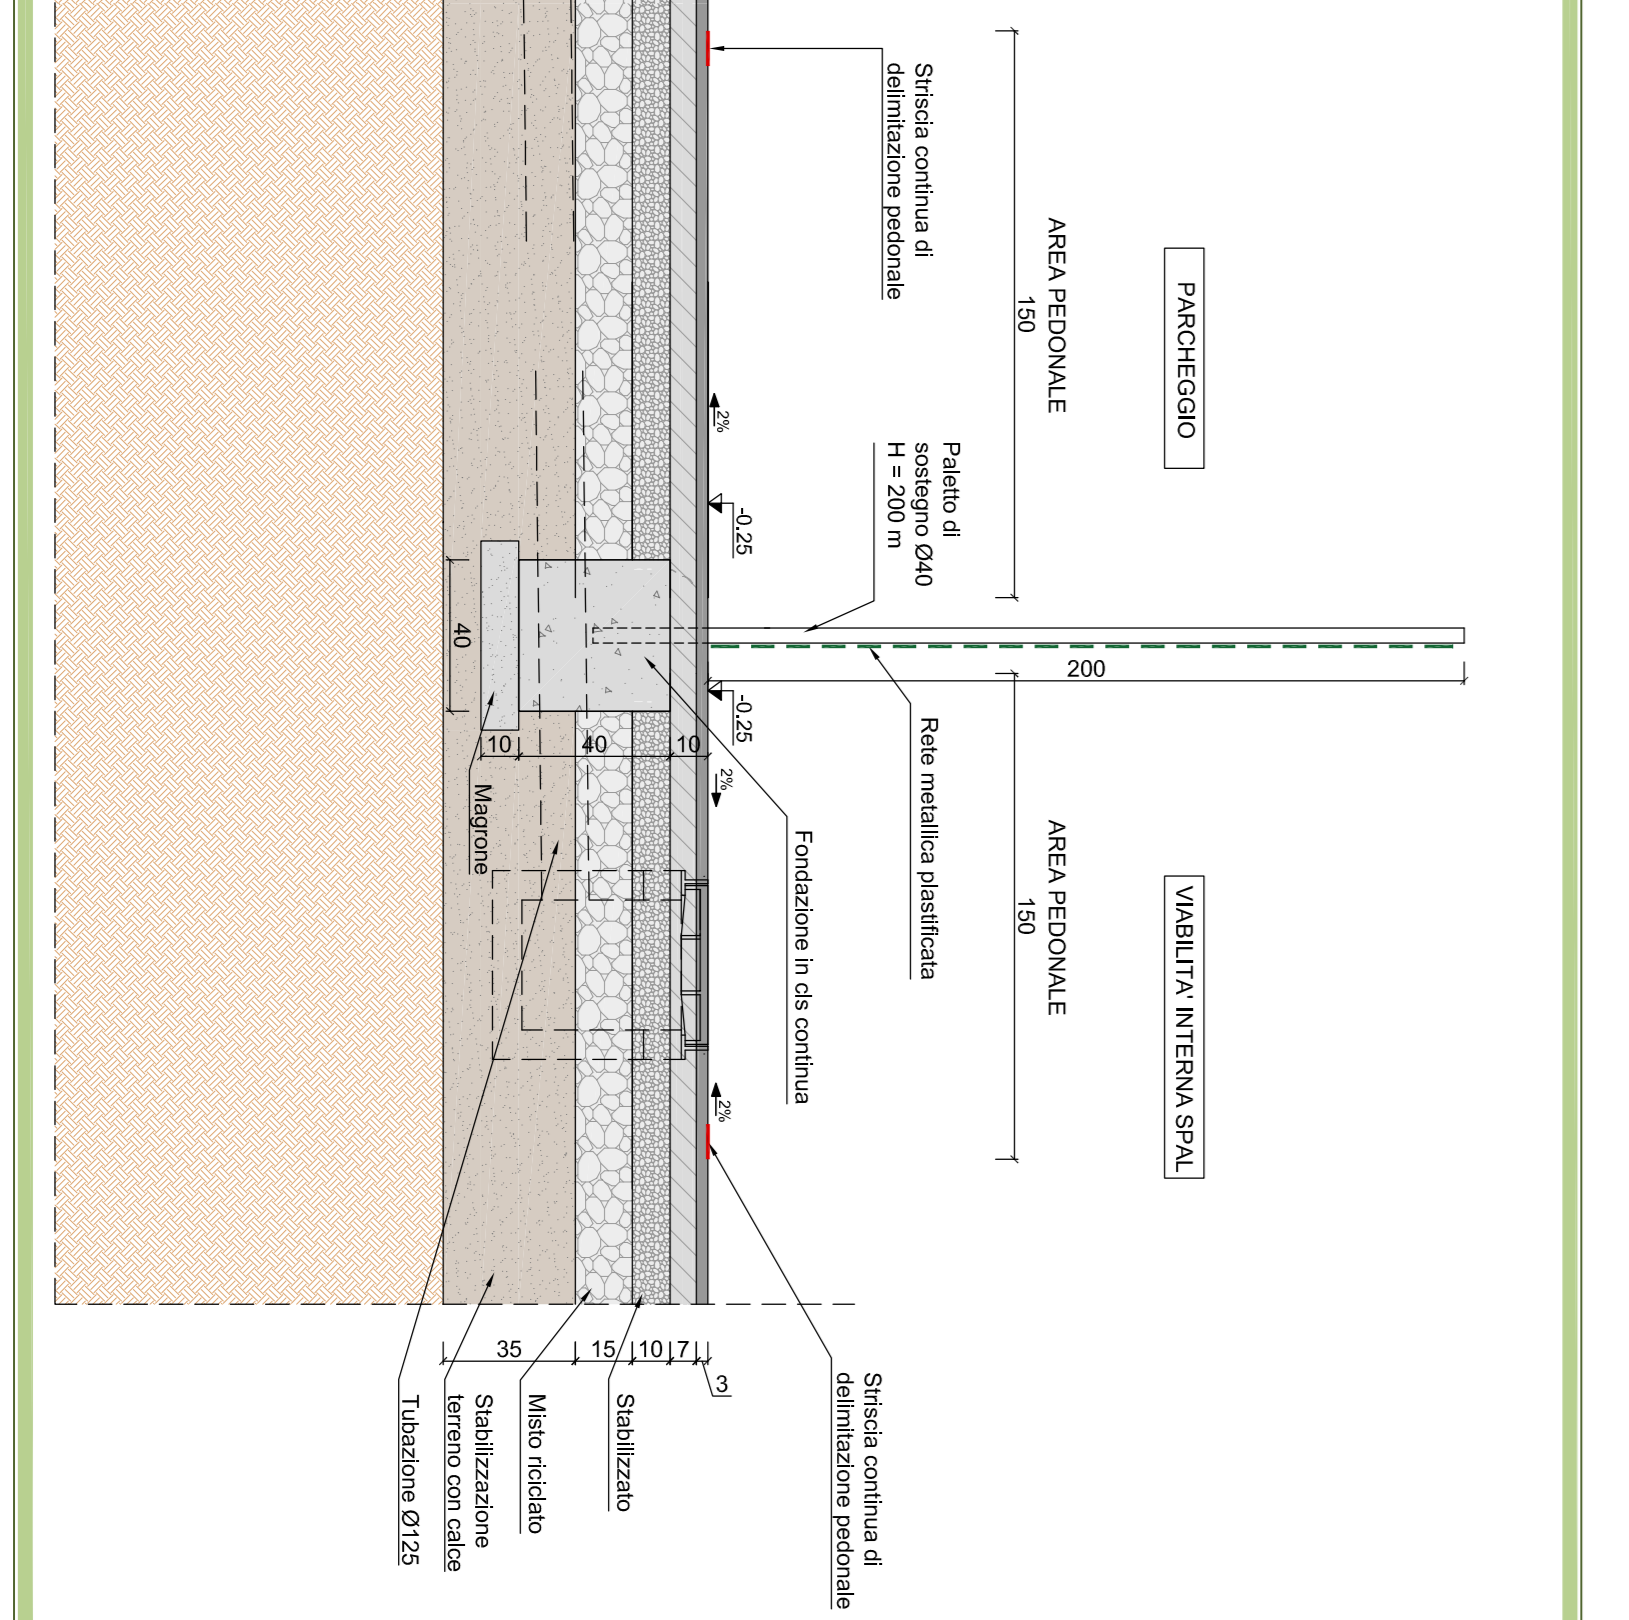 PARCHEGGIO
VIABILITA' INTERNA SPAL
AREA PEDONALE
150
AREA PEDONALE
150
Striscia continua di
delimitazione pedonale
Paletto di
sostegno Ø40
H = 200 m
200
Rete metallica plastificata
Fondazione in cls continua
2%
-0.25
-0.25
2%
2%
10
40
10
40
Magrone
3
7
10
15
35
Striscia continua di
delimitazione pedonale
Stabilizzato
Misto riciclato
Stabilizzazione
terreno con calce
Tubazione Ø125